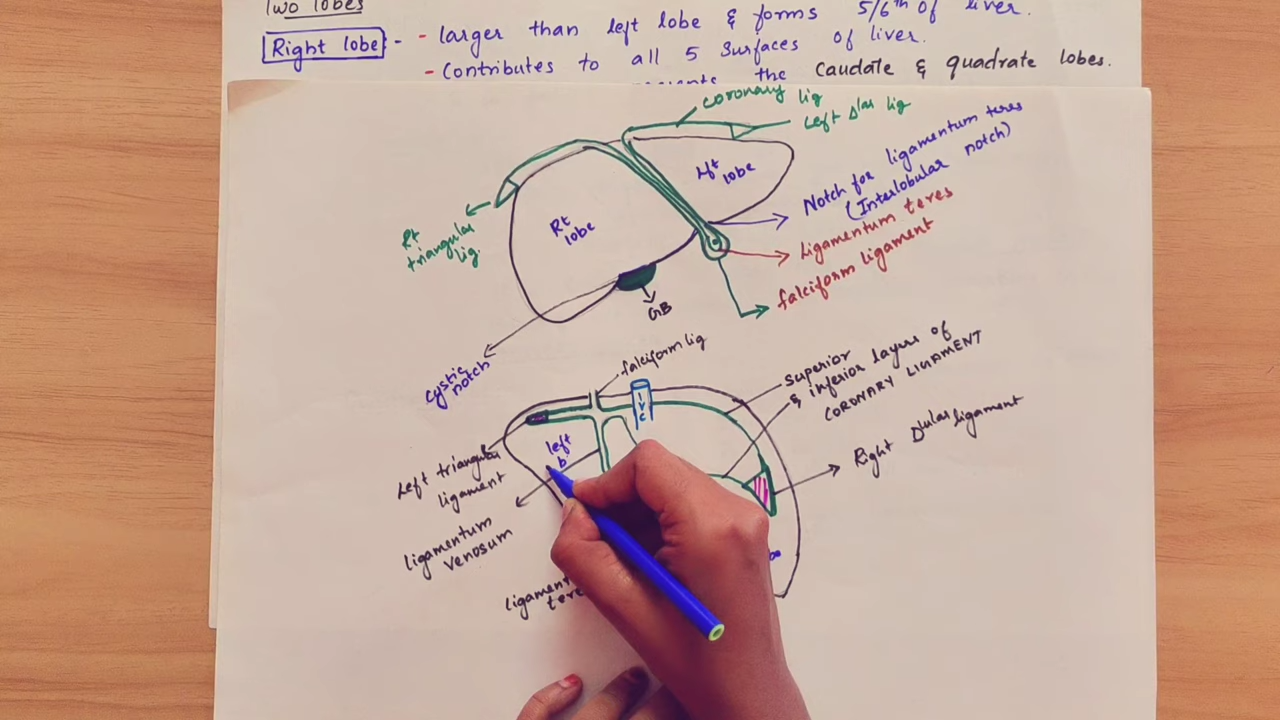 Two lobes
Right lobe - - larger than left lobe & forms 5/6th of liver.
- Contributes to all 5 surfaces of liver.
the caudate & quadrate lobes.
coronary lig
Left Δlar lig
Lft
lobe
Notch for ligamentum teres
(Interlobular notch)
Rt
lobe
Rt
triangular
lig.
Ligamentum teres
falciform ligament
GB
cystic
notch
falciform lig
superior
& inferior layers of
CORONARY LIGAMENT
IVC
left
b
Left triangular
ligament
Right Δular ligament
ligamentum
venosum
ligamen
tere